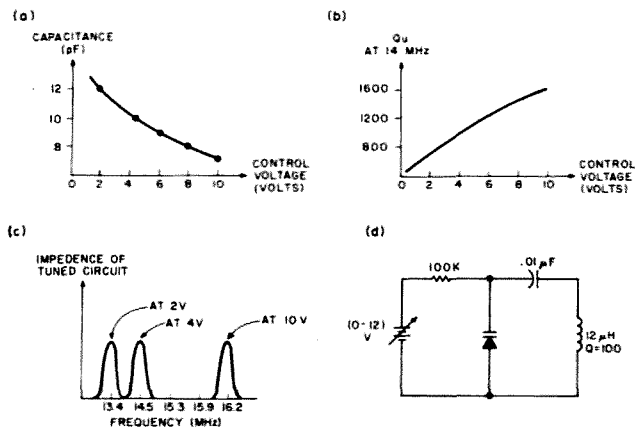 (a)
CAPACITANCE
(pF)
12
10
8
0 2 4 6 8 10
CONTROL
VOLTAGE
(VOLTS)
(b)
Qu
AT 14 MHz
1600
1200
800
0 2 4 6 8 10
CONTROL
VOLTAGE
(VOLTS)
(c)
IMPEDENCE OF
TUNED CIRCUIT
AT 2V
AT 4V
AT 10V
13.4 14.5 15.3 15.9 16.2
FREQUENCY (MHz)
(d)
100K
.01 µF
(0-12)
V
12 µH
Q=100